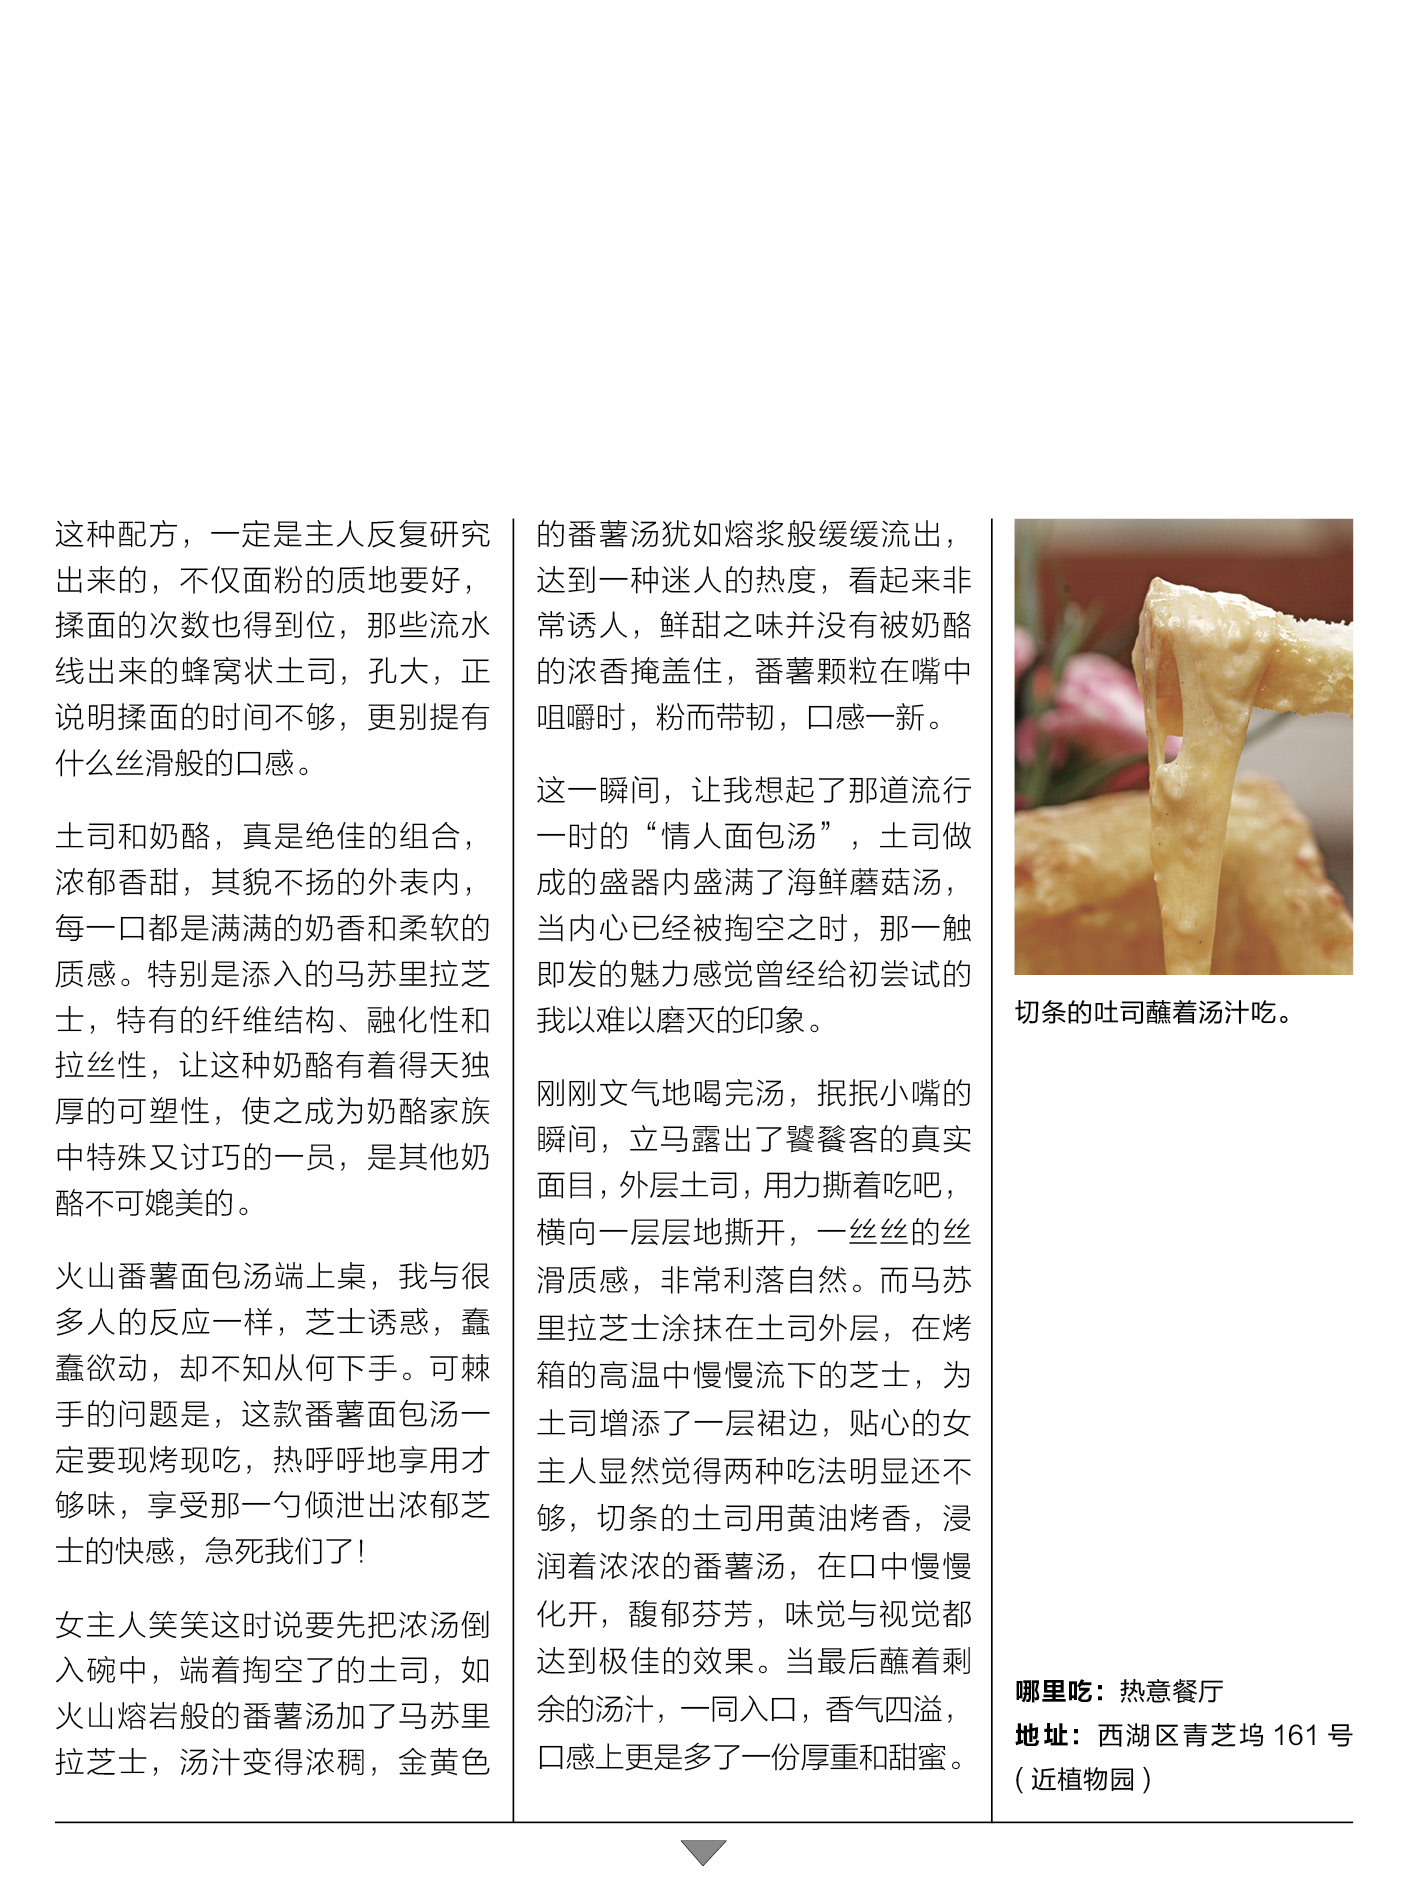 这种配方，一定是主人反复研究
出来的，不仅面粉的质地要好，
揉面的次数也得到位，那些流水
线出来的蜂窝状土司，孔大，正
说明揉面的时间不够，更别提有
什么丝滑般的口感。
土司和奶酪，真是绝佳的组合，
浓郁香甜，其貌不扬的外表内，
每一口都是满满的奶香和柔软的
质感。特别是添入的马苏里拉芝
士，特有的纤维结构、融化性和
拉丝性，让这种奶酪有着得天独
厚的可塑性，使之成为奶酪家族
中特殊又讨巧的一员，是其他奶
酪不可媲美的。
火山番薯面包汤端上桌，我与很
多人的反应一样，芝士诱惑，蠢
蠢欲动，却不知从何下手。可棘
手的问题是，这款番薯面包汤一
定要现烤现吃，热呼呼地享用才
够味，享受那一勺倾泄出浓郁芝
士的快感，急死我们了！
女主人笑笑这时说要先把浓汤倒
入碗中，端着掏空了的土司，如
火山熔岩般的番薯汤加了马苏里
拉芝士，汤汁变得浓稠，金黄色
的番薯汤犹如熔浆般缓缓流出，
达到一种迷人的热度，看起来非
常诱人，鲜甜之味并没有被奶酪
的浓香掩盖住，番薯颗粒在嘴中
咀嚼时，粉而带韧，口感一新。
这一瞬间，让我想起了那道流行
一时的“情人面包汤”，土司做
成的盛器内盛满了海鲜蘑菇汤，
当内心已经被掏空之时，那一触
即发的魅力感觉曾经给初尝试的
我以难以磨灭的印象。
刚刚文气地喝完汤，抿抿小嘴的
瞬间，立马露出了饕餮客的真实
面目，外层土司，用力撕着吃吧，
横向一层层地撕开，一丝丝的丝
滑质感，非常利落自然。而马苏
里拉芝士涂抹在土司外层，在烤
箱的高温中慢慢流下的芝士，为
土司增添了一层裙边，贴心的女
主人显然觉得两种吃法明显还不
够，切条的土司用黄油烤香，浸
润着浓浓的番薯汤，在口中慢慢
化开，馥郁芬芳，味觉与视觉都
达到极佳的效果。当最后蘸着剩
余的汤汁，一同入口，香气四溢，
口感上更是多了一份厚重和甜蜜。
切条的吐司蘸着汤汁吃。
哪里吃：热意餐厅
地址：西湖区青芝坞 161 号
( 近植物园 )